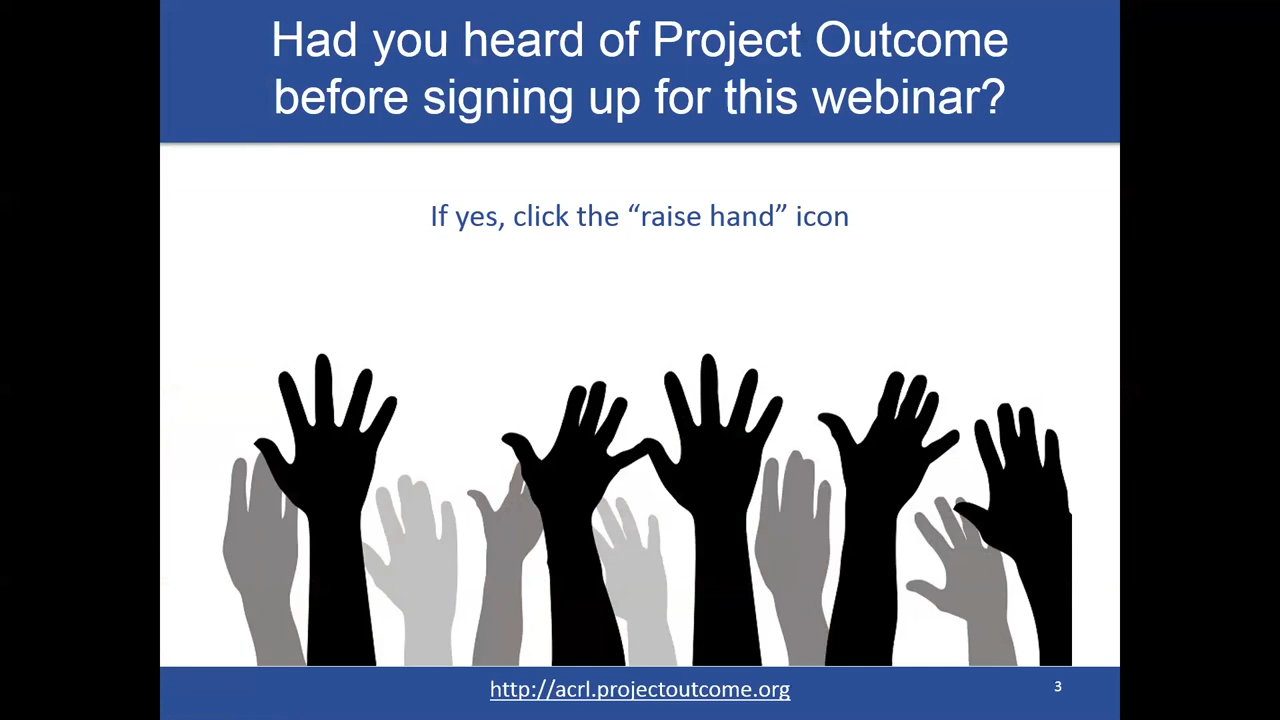 Had you heard of Project Outcome
before signing up for this webinar?
If yes, click the “raise hand” icon
http://acrl.projectoutcome.org
3